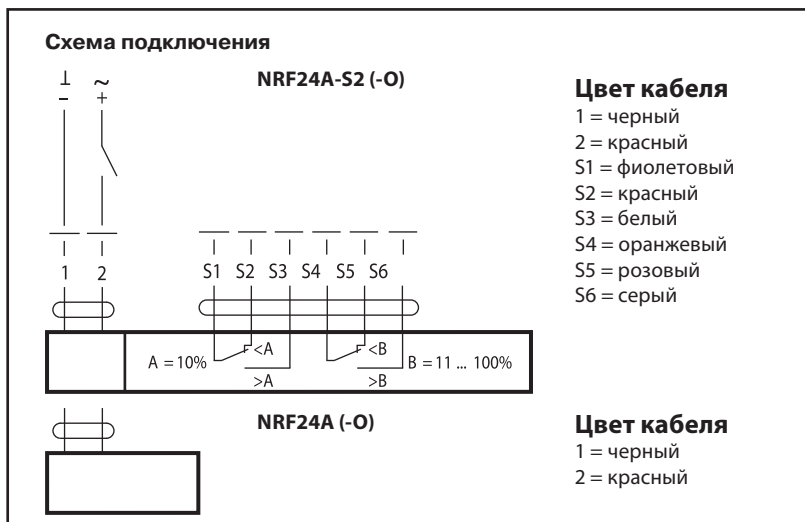 Схема подключения
NRF24A-S2 (-O)
⊥ ~
– +
1 2 S1 S2 S3 S4 S5 S6
A = 10% <A >A <B >B B = 11 ... 100%
Цвет кабеля
1 = черный
2 = красный
S1 = фиолетовый
S2 = красный
S3 = белый
S4 = оранжевый
S5 = розовый
S6 = серый
NRF24A (-O)
Цвет кабеля
1 = черный
2 = красный